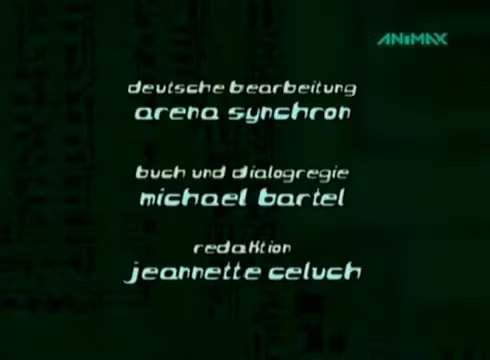 ANIMAX
deutsche bearbeitung
arena synchron
buch und dialogregie
michael bartel
redaktion
jeannette celuch